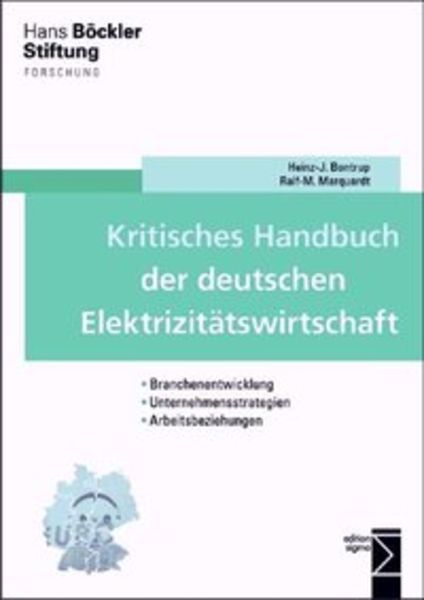 Hans Böckler
Stiftung
FORSCHUNG
Heinz-J. Bontrup
Ralf-M. Marquardt
Kritisches Handbuch
der deutschen
Elektrizitätswirtschaft
• Branchenentwicklung
• Unternehmensstrategien
• Arbeitsbeziehungen
edition
sigma